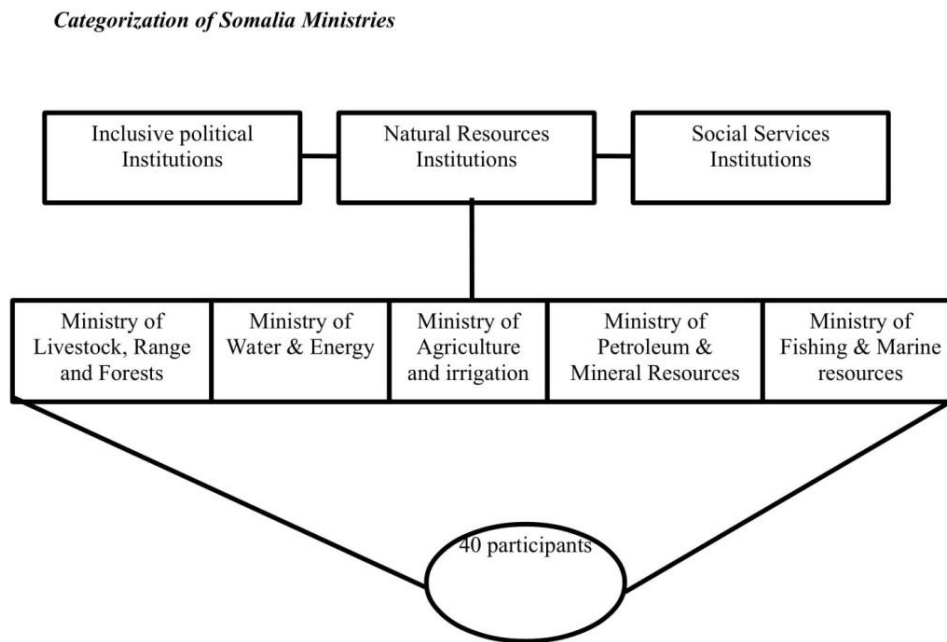 Categorization of Somalia Ministries
Inclusive political
Institutions
Natural Resources
Institutions
Social Services
Institutions
Ministry of
Livestock, Range
and Forests
Ministry of
Water & Energy
Ministry of
Agriculture
and irrigation
Ministry of
Petroleum &
Mineral Resources
Ministry of
Fishing & Marine
resources
40 participants